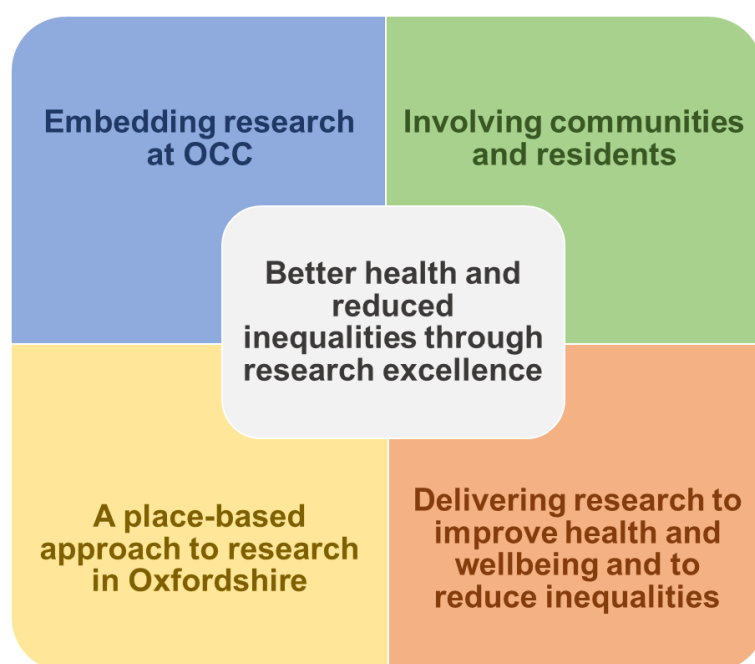 Embedding research
at OCC
Involving communities
and residents
Better health and
reduced
inequalities through
research excellence
A place-based
approach to research
in Oxfordshire
Delivering research to
improve health and
wellbeing and to
reduce inequalities